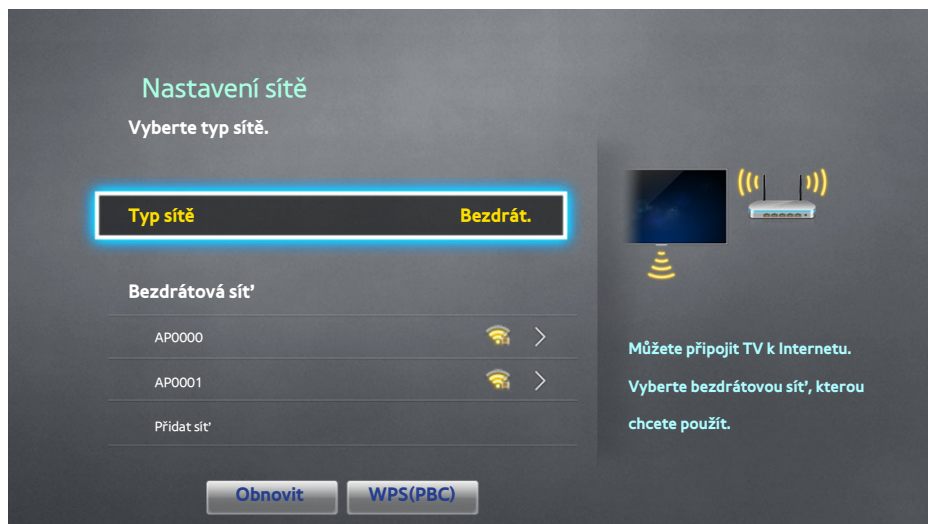 Nastavení sítě
Vyberte typ sítě.
Typ sítě Bezdrát.
Bezdrátová síť
AP0000
AP0001
Přidat síť
Můžete připojit TV k Internetu.
Vyberte bezdrátovou síť, kterou
chcete použít.
Obnovit WPS(PBC)